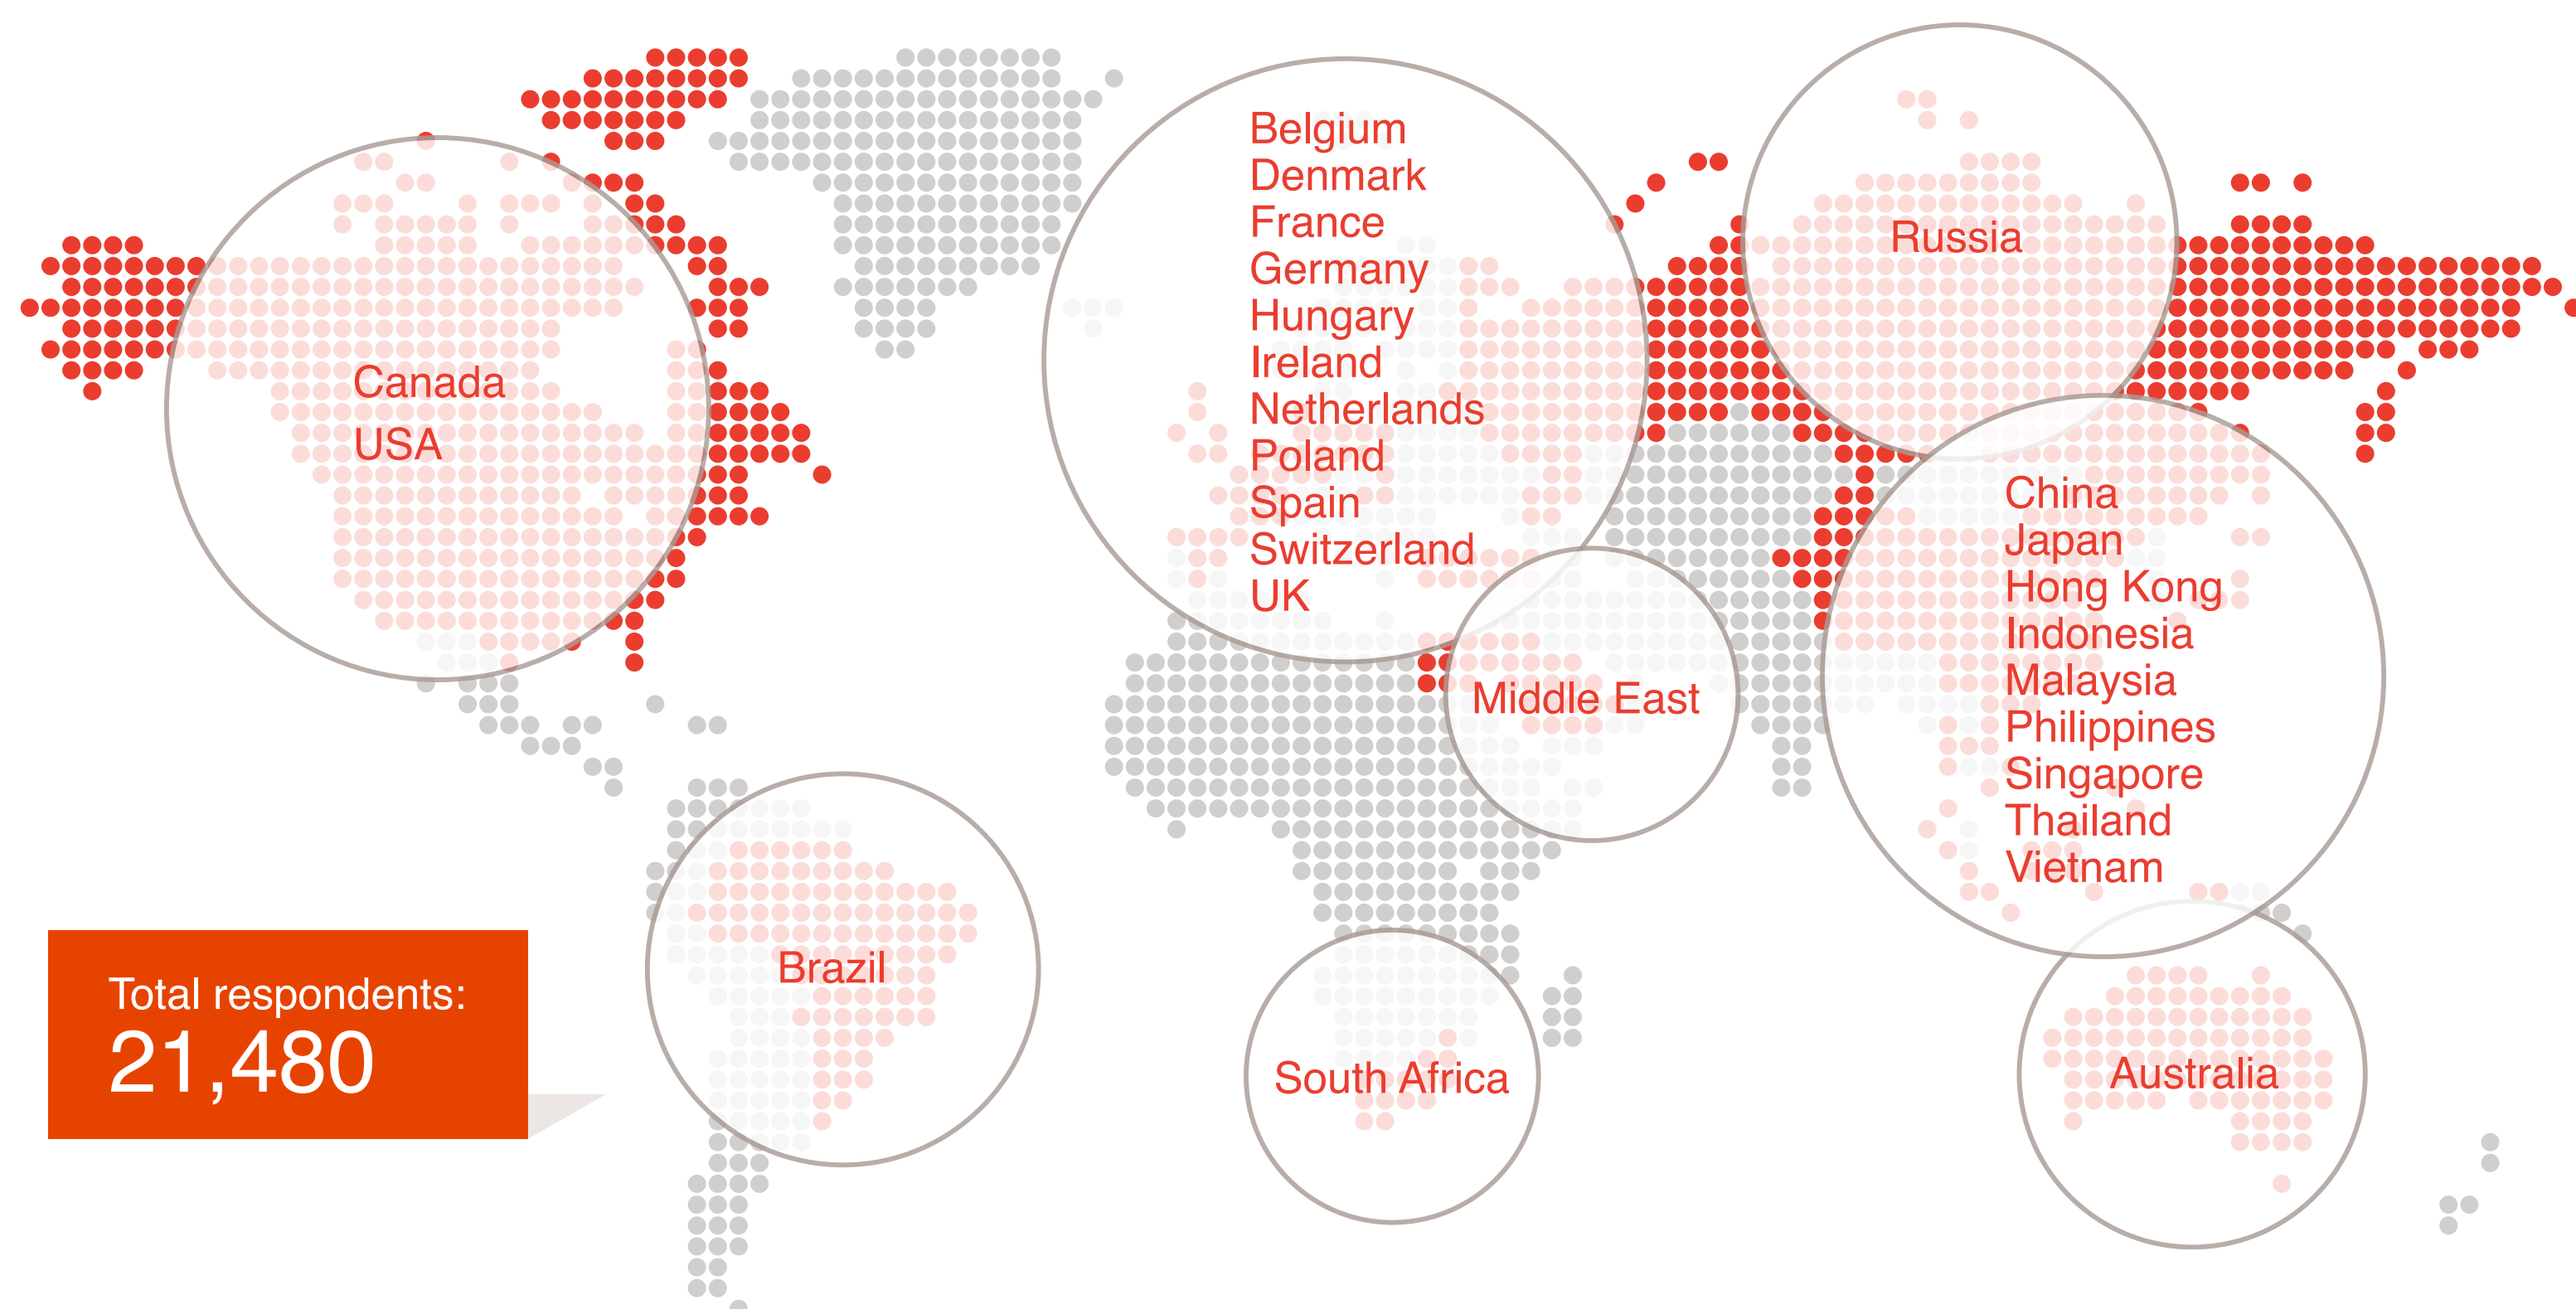 Canada
USA
Belgium
Denmark
France
Germany
Hungary
Ireland
Netherlands
Poland
Spain
Switzerland
UK
Russia
China
Japan
Hong Kong
Indonesia
Malaysia
Philippines
Singapore
Thailand
Vietnam
Middle East
Brazil
South Africa
Australia
Total respondents:
21,480